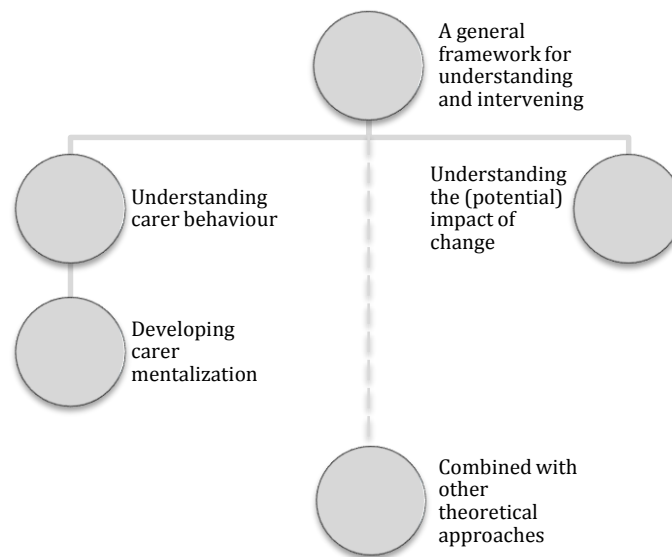 A general
framework for
understanding
and intervening
Understanding
carer behaviour
Understanding
the (potential)
impact of
change
Developing
carer
mentalization
Combined with
other
theoretical
approaches